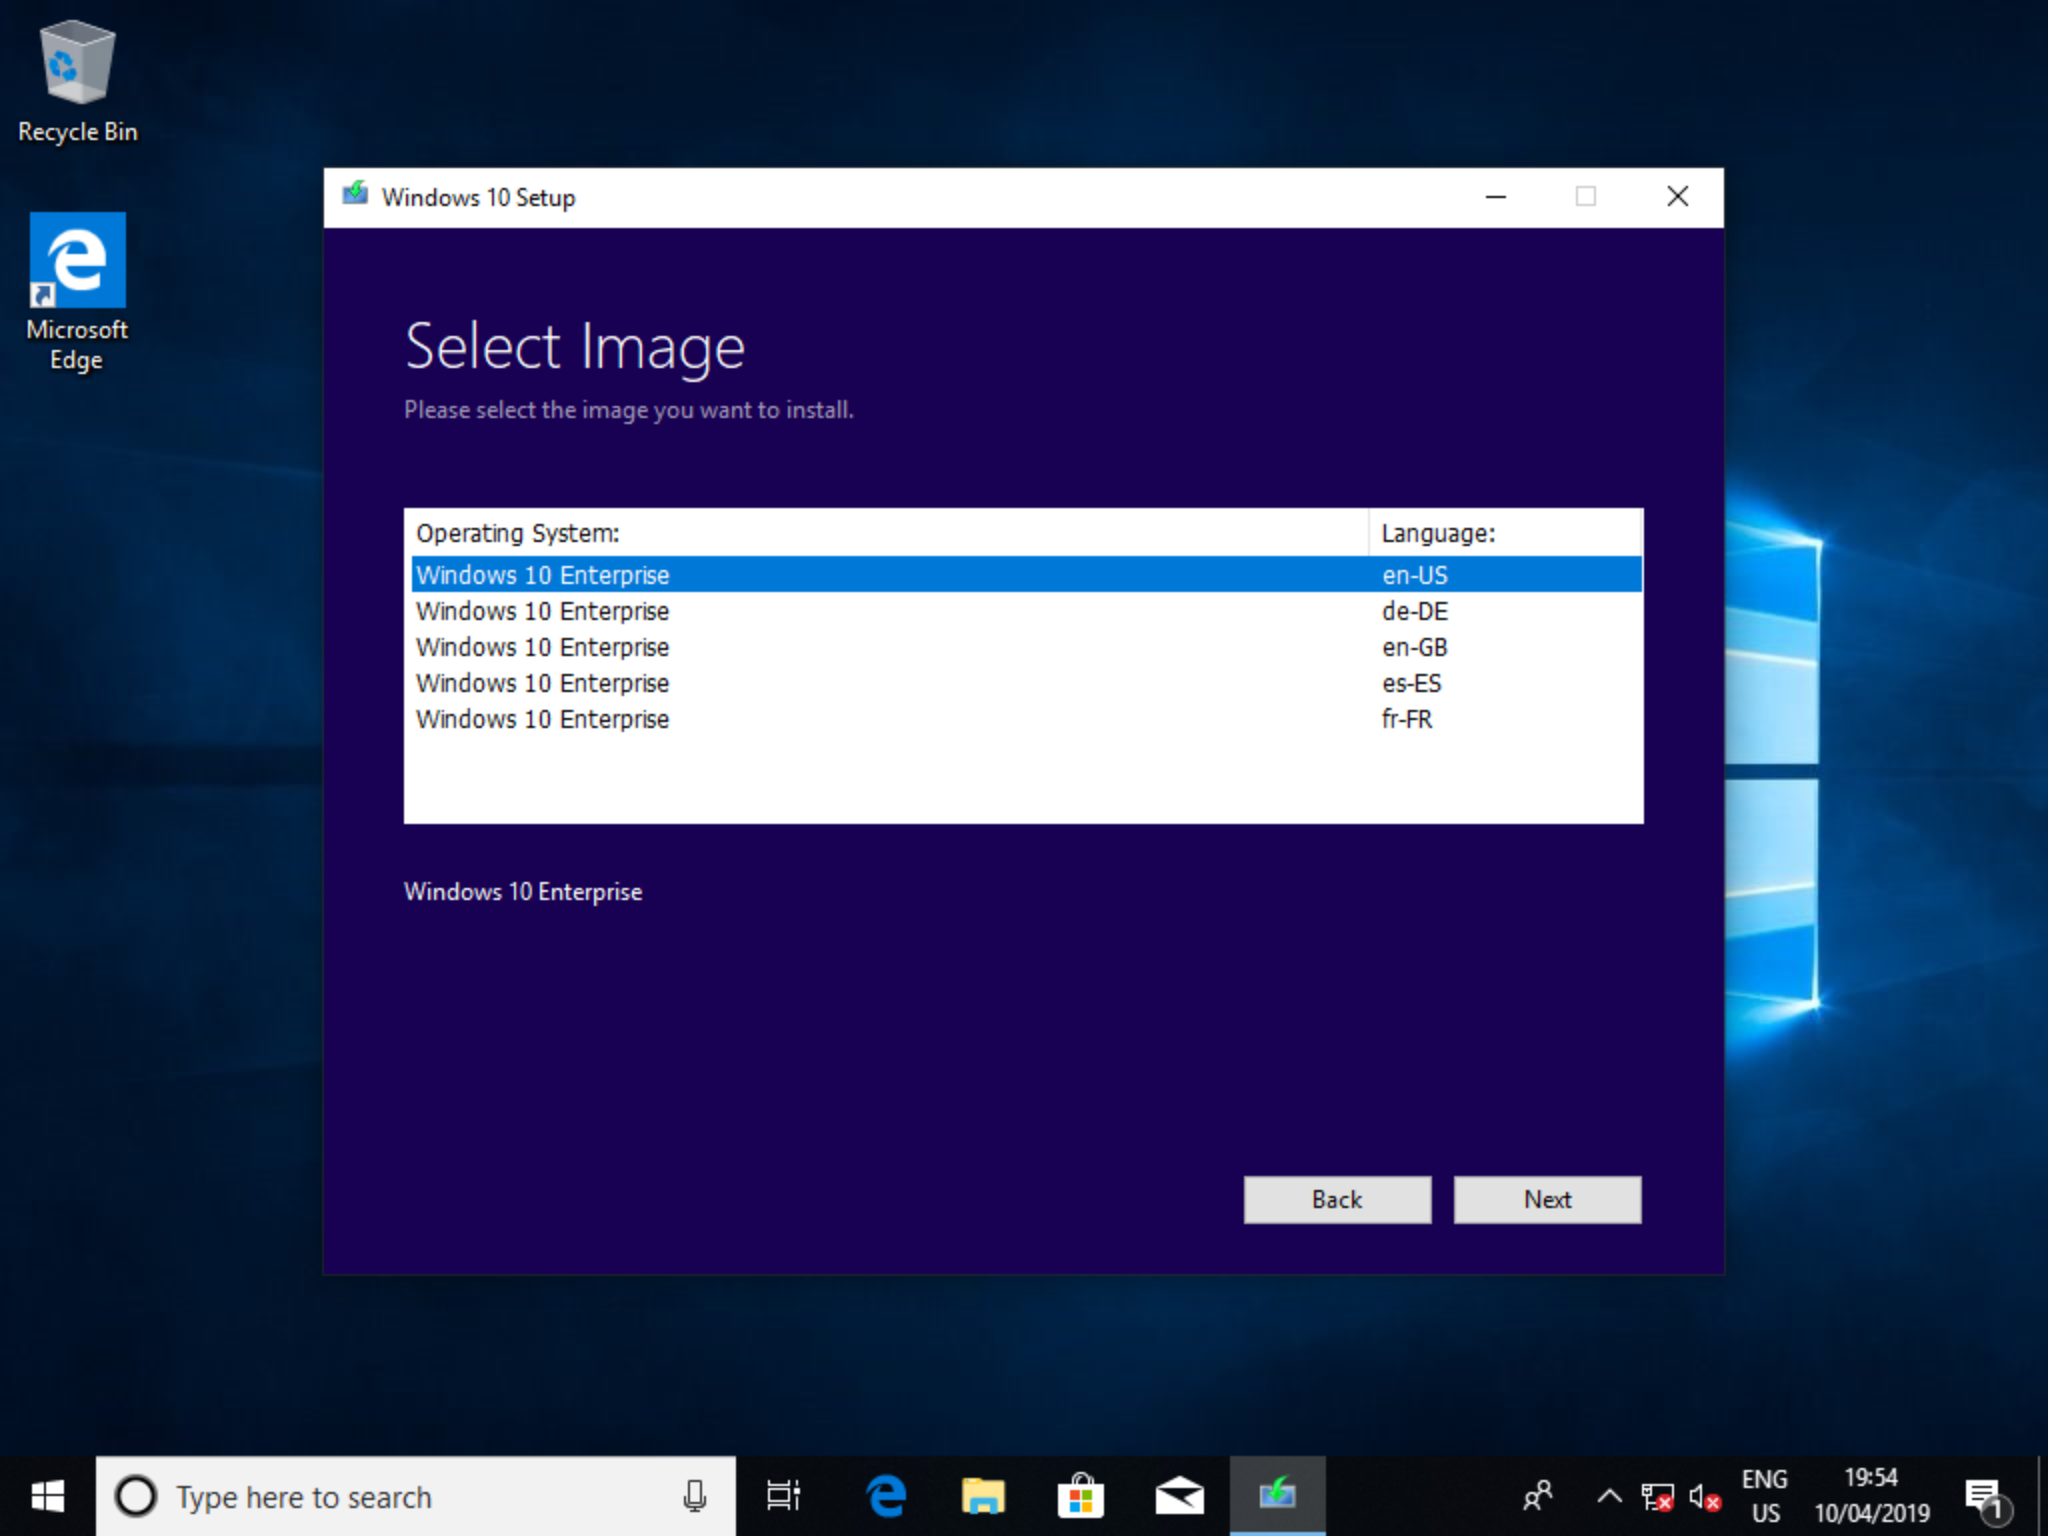 Recycle Bin
Microsoft
Edge
Windows 10 Setup
Select Image
Please select the image you want to install.
Operating System: Language:
Windows 10 Enterprise en-US
Windows 10 Enterprise de-DE
Windows 10 Enterprise en-GB
Windows 10 Enterprise es-ES
Windows 10 Enterprise fr-FR
Windows 10 Enterprise
Back Next
Type here to search
ENG
US
19:54
10/04/2019
1